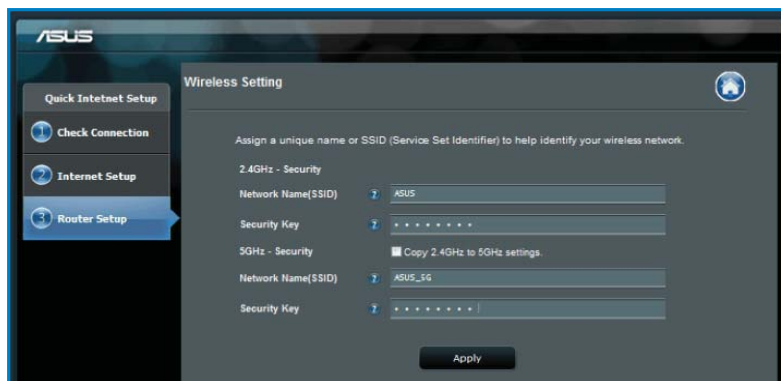 ASUS
Quick Intetnet Setup
1 Check Connection
2 Internet Setup
3 Router Setup
Wireless Setting
Assign a unique name or SSID (Service Set Identifier) to help identify your wireless network.
2.4GHz - Security
Network Name(SSID) ? ASUS
Security Key ? • • • • • • • •
5GHz - Security Copy 2.4GHz to 5GHz settings.
Network Name(SSID) ? ASUS_5G
Security Key ? • • • • • • • •
Apply